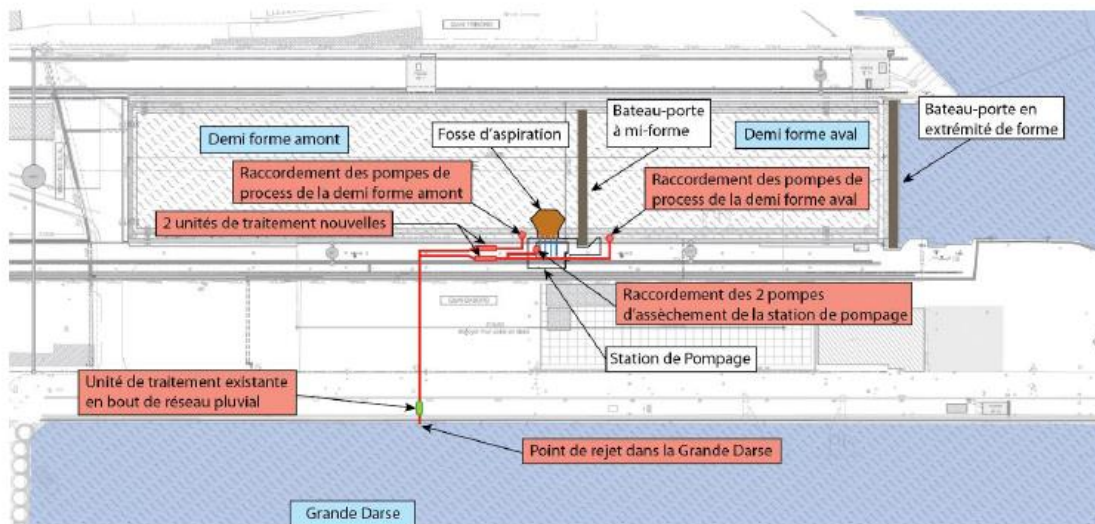 Demi forme amont
Fosse d'aspiration
Bateau-porte
à mi-forme
Demi forme aval
Bateau-porte en
extrémité de forme
Raccordement des pompes de
process de la demi forme amont
Raccordement des pompes de
process de la demi forme aval
2 unités de traitement nouvelles
Raccordement des 2 pompes
d'assèchement de la station de pompage
Station de Pompage
Unité de traitement existante
en bout de réseau pluvial
Point de rejet dans la Grande Darse
Grande Darse